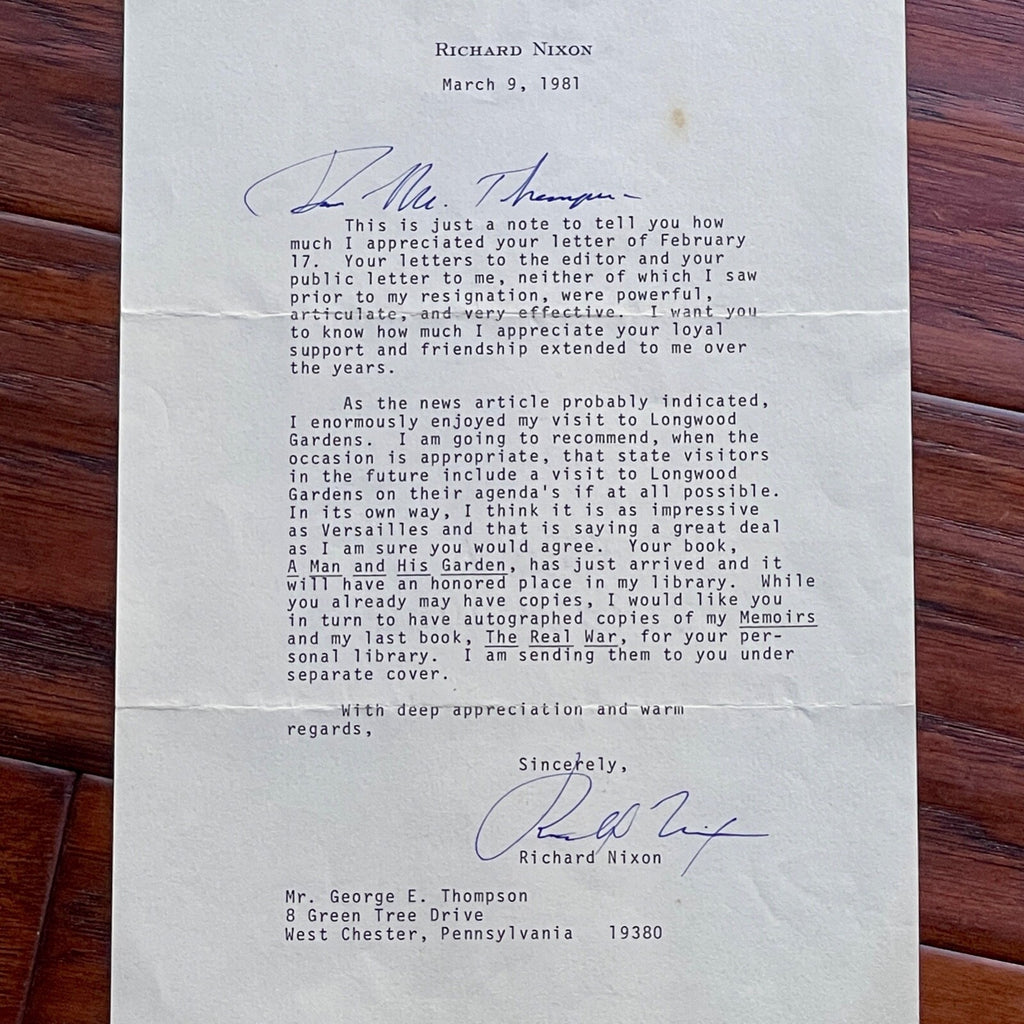 RICHARD NIXON
March 9, 1981
Dear Mr. Thompson -
This is just a note to tell you how
much I appreciated your letter of February
17. Your letters to the editor and your
public letter to me, neither of which I saw
prior to my resignation, were powerful,
articulate, and very effective. I want you
to know how much I appreciate your loyal
support and friendship extended to me over
the years.
As the news article probably indicated,
I enormously enjoyed my visit to Longwood
Gardens. I am going to recommend, when the
occasion is appropriate, that state visitors
in the future include a visit to Longwood
Gardens on their agenda's if at all possible.
In its own way, I think it is as impressive
as Versailles and that is saying a great deal
as I am sure you would agree. Your book,
A Man and His Garden, has just arrived and it
will have an honored place in my library. While
you already may have copies, I would like you
in turn to have autographed copies of my Memoirs
and my last book, The Real War, for your per-
sonal library. I am sending them to you under
separate cover.
With deep appreciation and warm
regards,
Sincerely,
Richard Nixon
Richard Nixon
Mr. George E. Thompson
8 Green Tree Drive
West Chester, Pennsylvania 19380